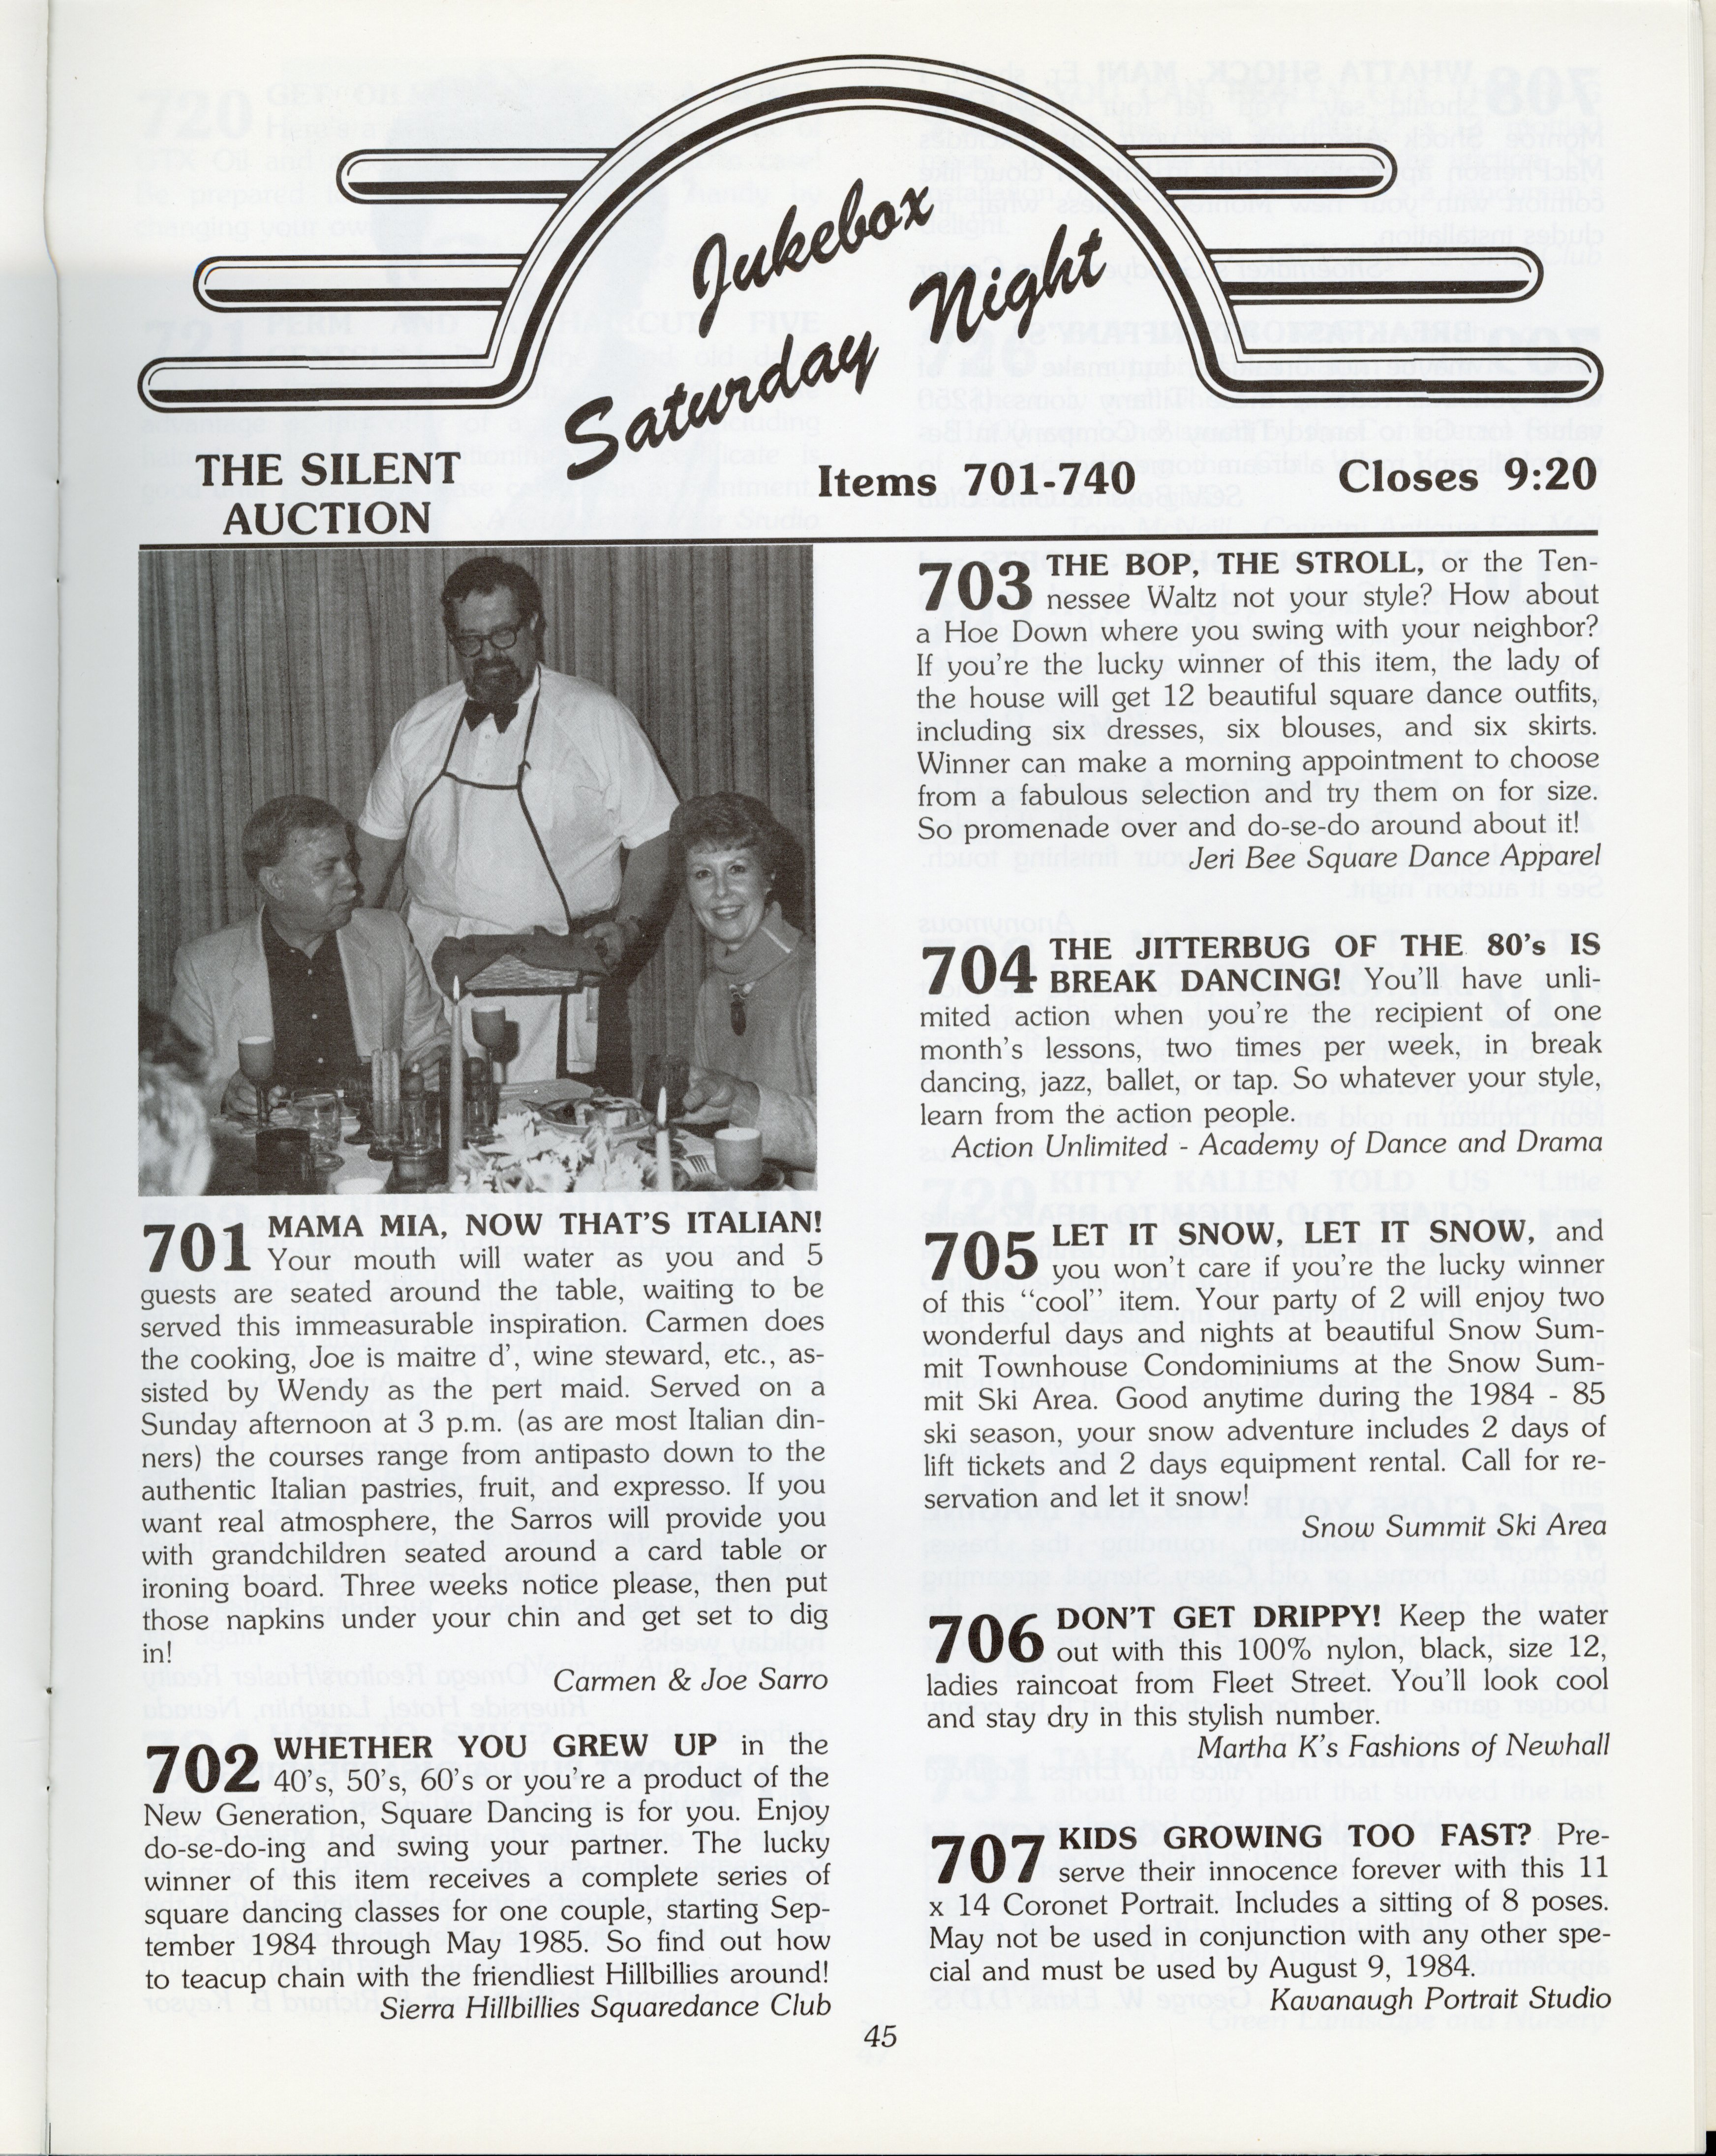 Jukebox
Saturday Night
THE SILENT
AUCTION
Items 701-740
Closes 9:20
701 MAMA MIA, NOW THAT'S ITALIAN!
Your mouth will water as you and 5
guests are seated around the table, waiting to be
served this immeasurable inspiration. Carmen does
the cooking, Joe is maitre d', wine steward, etc., as-
sisted by Wendy as the pert maid. Served on a
Sunday afternoon at 3 p.m. (as are most Italian din-
ners) the courses range from antipasto down to the
authentic Italian pastries, fruit, and expresso. If you
want real atmosphere, the Sarros will provide you
with grandchildren seated around a card table or
ironing board. Three weeks notice please, then put
those napkins under your chin and get set to dig
in!
Carmen & Joe Sarro
702 WHETHER YOU GREW UP in the
40's, 50's, 60's or you're a product of the
New Generation, Square Dancing is for you. Enjoy
do-se-do-ing and swing your partner. The lucky
winner of this item receives a complete series of
square dancing classes for one couple, starting Sep-
tember 1984 through May 1985. So find out how
to teacup chain with the friendliest Hillbillies around!
Sierra Hillbillies Squaredance Club
703 THE BOP, THE STROLL, or the Ten-
nessee Waltz not your style? How about
a Hoe Down where you swing with your neighbor?
If you're the lucky winner of this item, the lady of
the house will get 12 beautiful square dance outfits,
including six dresses, six blouses, and six skirts.
Winner can make a morning appointment to choose
from a fabulous selection and try them on for size.
So promenade over and do-se-do around about it!
Jeri Bee Square Dance Apparel
704 THE JITTERBUG OF THE 80's IS
BREAK DANCING! You'll have unli-
mited action when you're the recipient of one
month's lessons, two times per week, in break
dancing, jazz, ballet, or tap. So whatever your style,
learn from the action people.
Action Unlimited - Academy of Dance and Drama
705 LET IT SNOW, LET IT SNOW, and
you won't care if you're the lucky winner
of this "cool" item. Your party of 2 will enjoy two
wonderful days and nights at beautiful Snow Sum-
mit Townhouse Condominiums at the Snow Sum-
mit Ski Area. Good anytime during the 1984 - 85
ski season, your snow adventure includes 2 days of
lift tickets and 2 days equipment rental. Call for re-
servation and let it snow!
Snow Summit Ski Area
706 DON'T GET DRIPPY! Keep the water
out with this 100% nylon, black, size 12,
ladies raincoat from Fleet Street. You'll look cool
and stay dry in this stylish number.
Martha K's Fashions of Newhall
707 KIDS GROWING TOO FAST? Pre-
serve their innocence forever with this 11
x 14 Coronet Portrait. Includes a sitting of 8 poses.
May not be used in conjunction with any other spe-
cial and must be used by August 9, 1984.
Kavanaugh Portrait Studio
45